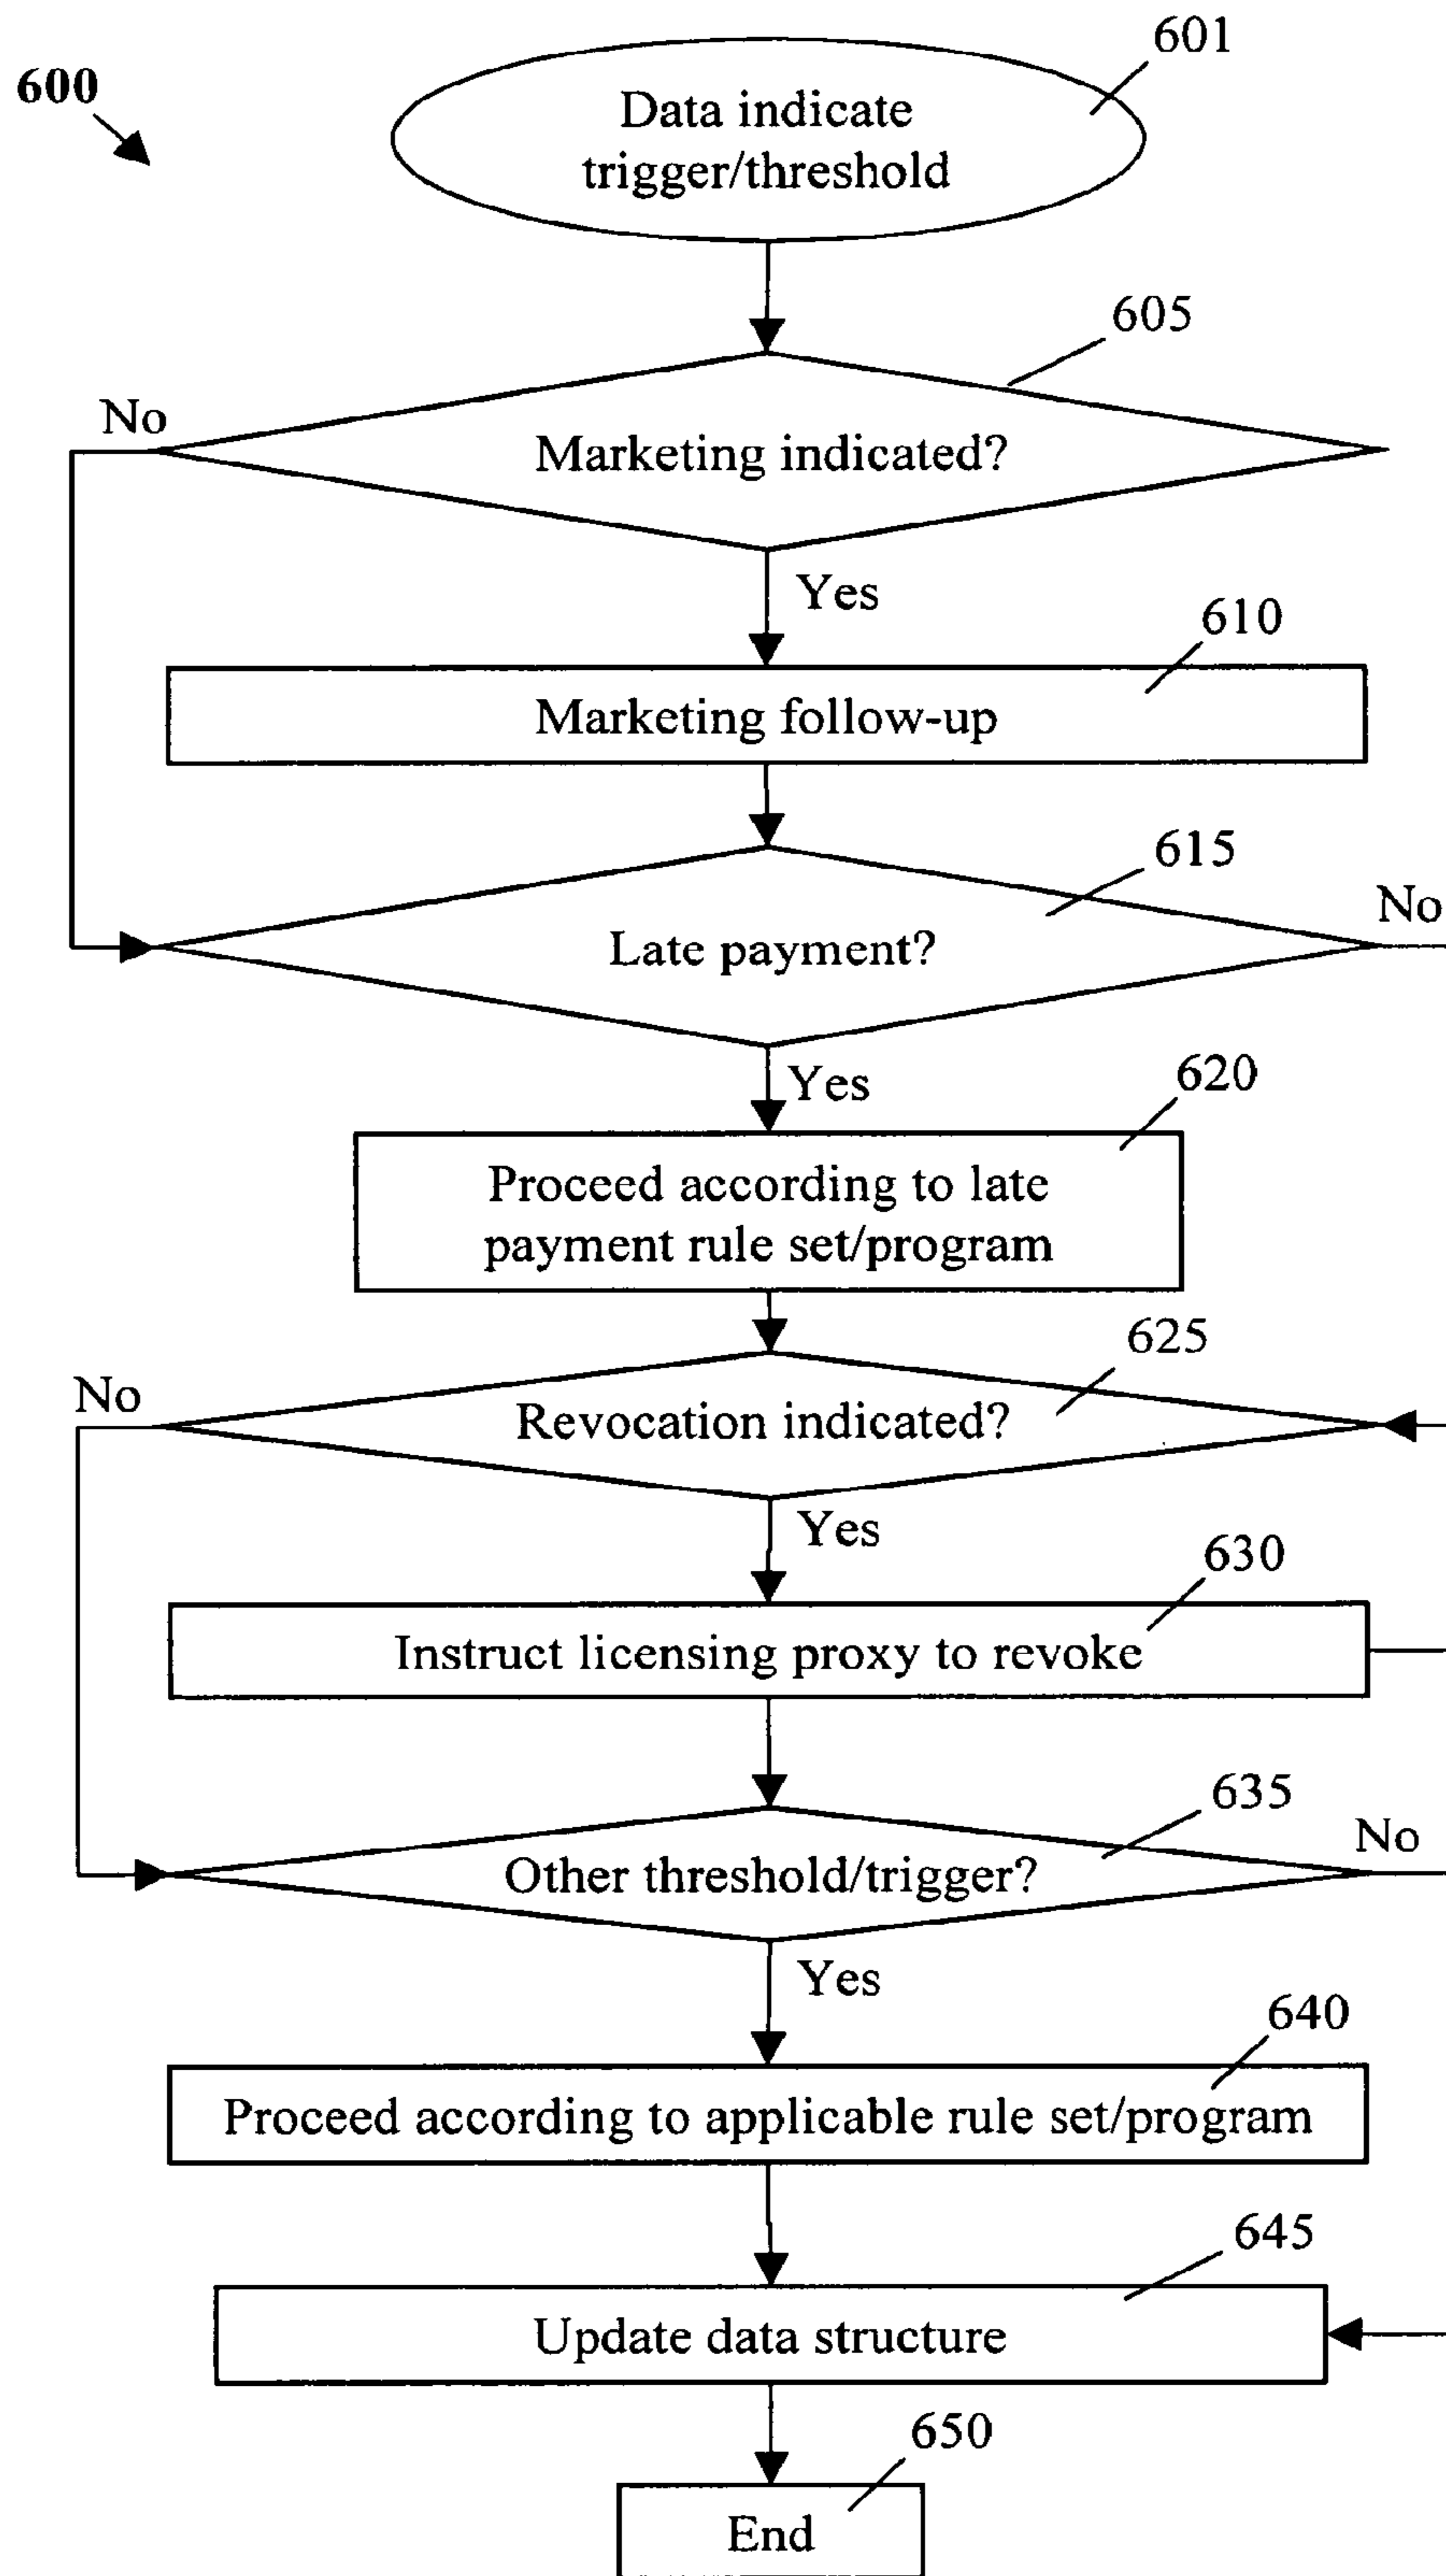 601
600
Data indicate
trigger/threshold
605
No
Marketing indicated?
Yes
610
Marketing follow-up
615
No
Late payment?
Yes
620
Proceed according to late
payment rule set/program
625
No
Revocation indicated?
Yes
630
Instruct licensing proxy to revoke
635
No
Other threshold/trigger?
Yes
640
Proceed according to applicable rule set/program
645
Update data structure
650
End